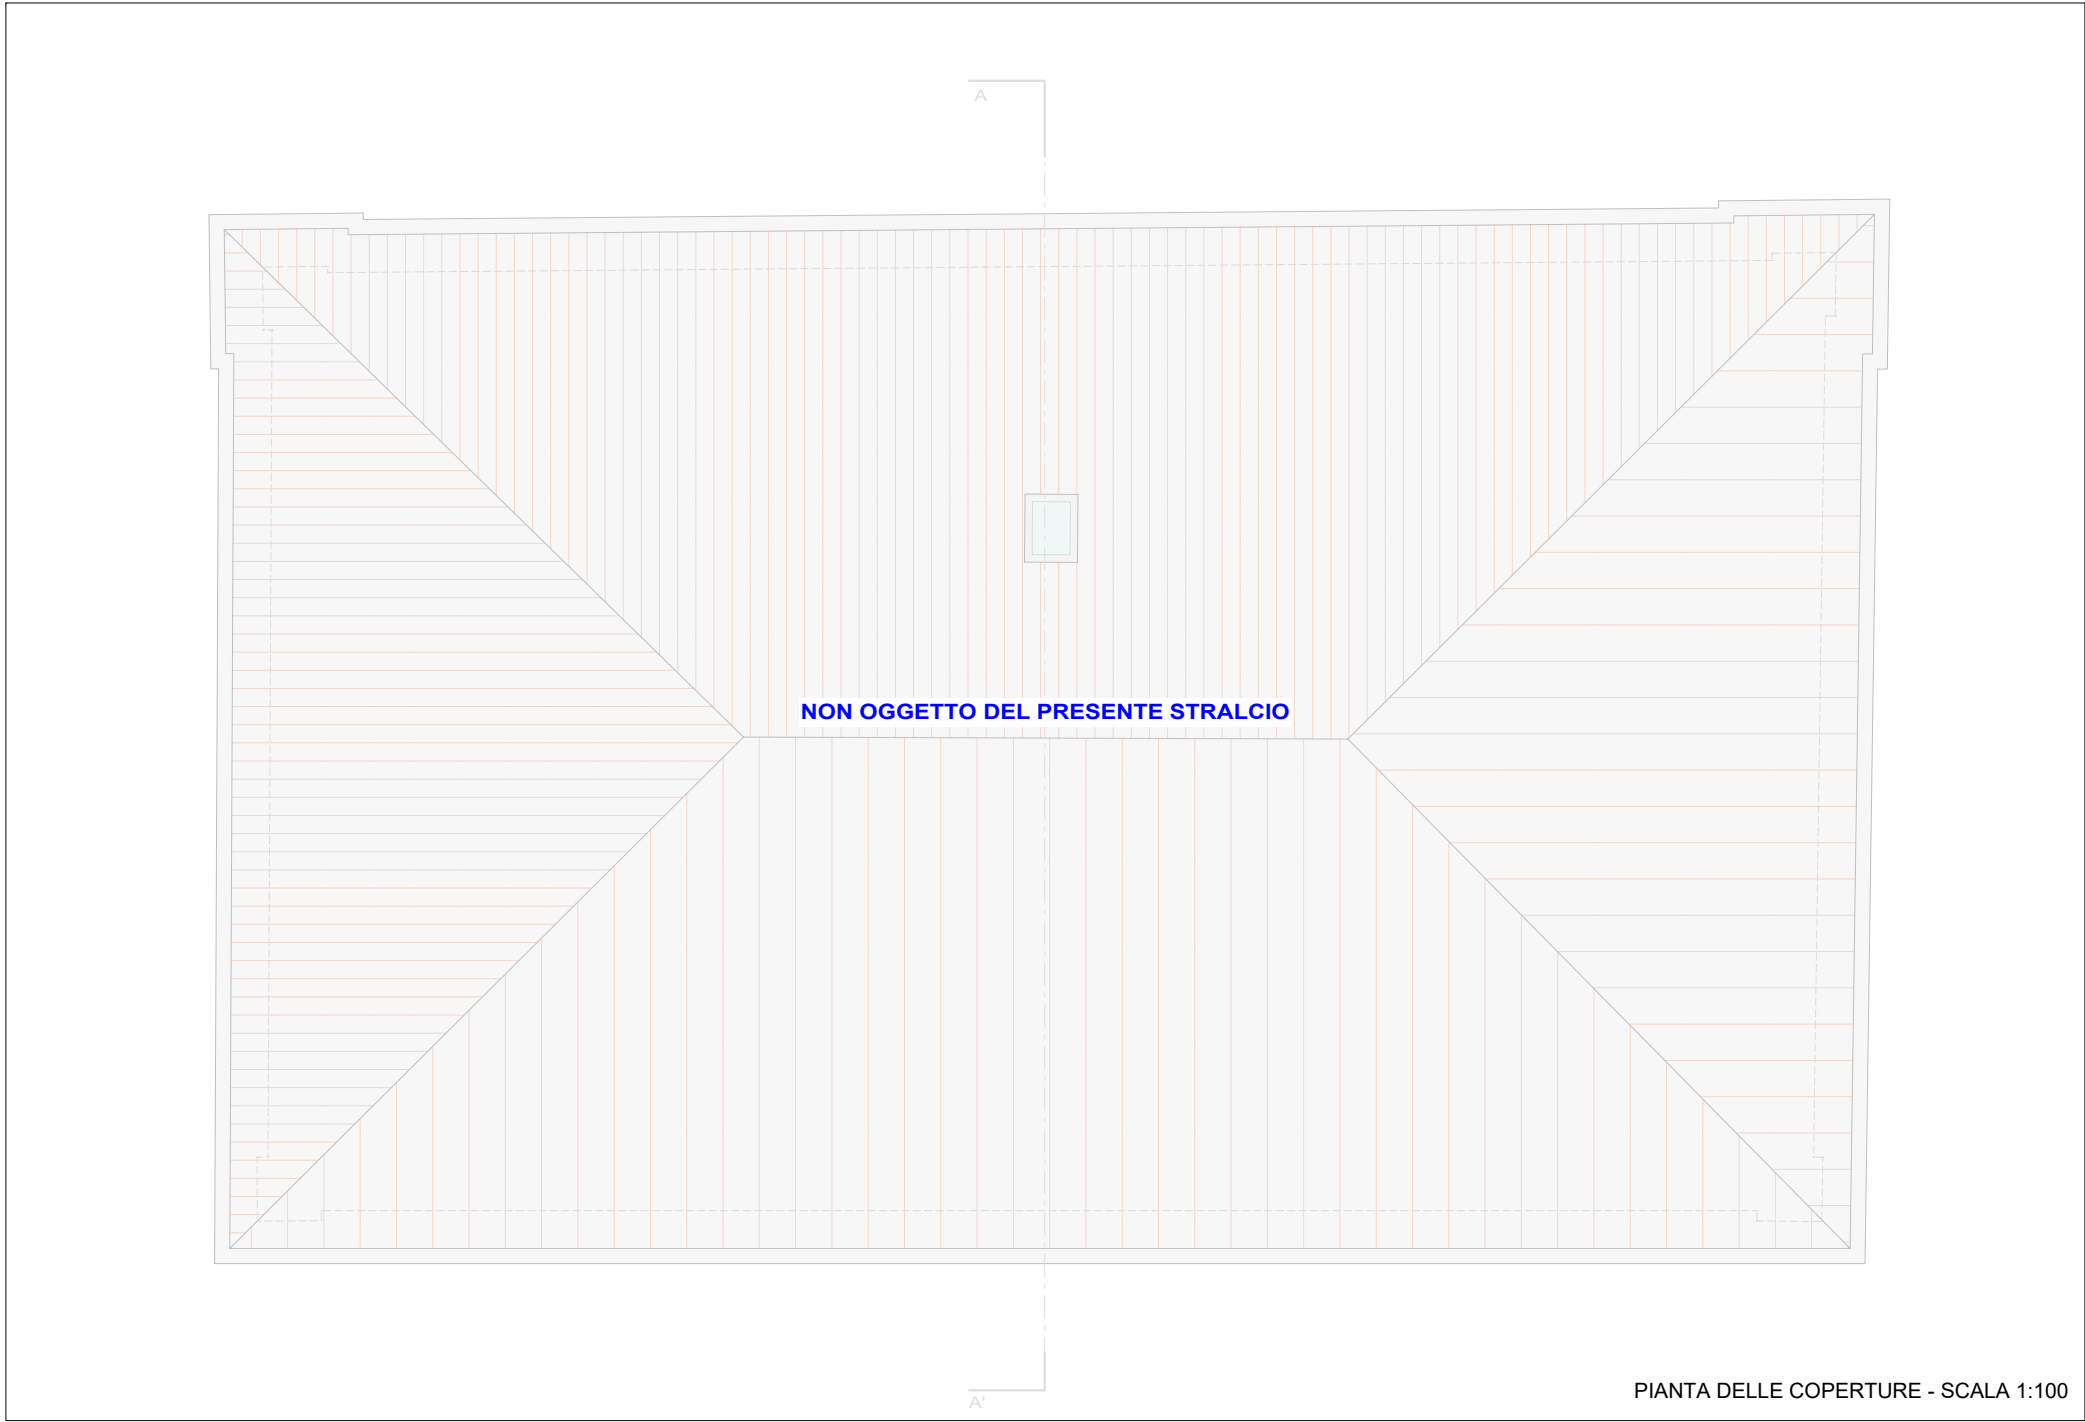 A
NON OGGETTO DEL PRESENTE STRALCIO
PIANTA DELLE COPERTURE - SCALA 1:100
A'